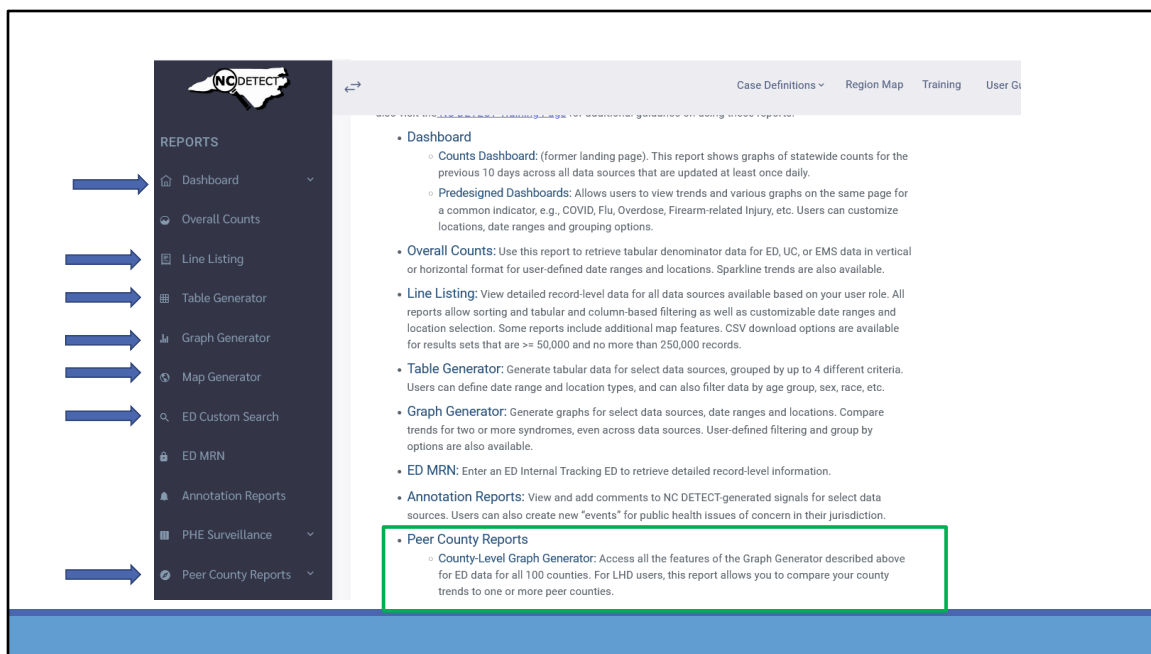 NC DETECT
REPORTS
Dashboard
Overall Counts
Line Listing
Table Generator
Graph Generator
Map Generator
ED Custom Search
ED MRN
Annotation Reports
PHE Surveillance
Peer County Reports
Case Definitions
Region Map
Training
User Gu
also visit the NC DETECT Training Page for additional guidance on using these reports.
• Dashboard
○ Counts Dashboard: (former landing page). This report shows graphs of statewide counts for the
previous 10 days across all data sources that are updated at least once daily.
○ Predesigned Dashboards: Allows users to view trends and various graphs on the same page for
a common indicator, e.g., COVID, Flu, Overdose, Firearm-related Injury, etc. Users can customize
locations, date ranges and grouping options.
• Overall Counts: Use this report to retrieve tabular denominator data for ED, UC, or EMS data in vertical
or horizontal format for user-defined date ranges and locations. Sparkline trends are also available.
• Line Listing: View detailed record-level data for all data sources available based on your user role. All
reports allow sorting and tabular and column-based filtering as well as customizable date ranges and
location selection. Some reports include additional map features. CSV download options are available
for results sets that are >= 50,000 and no more than 250,000 records.
• Table Generator: Generate tabular data for select data sources, grouped by up to 4 different criteria.
Users can define date range and location types, and can also filter data by age group, sex, race, etc.
• Graph Generator: Generate graphs for select data sources, date ranges and locations. Compare
trends for two or more syndromes, even across data sources. User-defined filtering and group by
options are also available.
• ED MRN: Enter an ED Internal Tracking ED to retrieve detailed record-level information.
• Annotation Reports: View and add comments to NC DETECT-generated signals for select data
sources. Users can also create new “events” for public health issues of concern in their jurisdiction.
• Peer County Reports
○ County-Level Graph Generator: Access all the features of the Graph Generator described above
for ED data for all 100 counties. For LHD users, this report allows you to compare your county
trends to one or more peer counties.